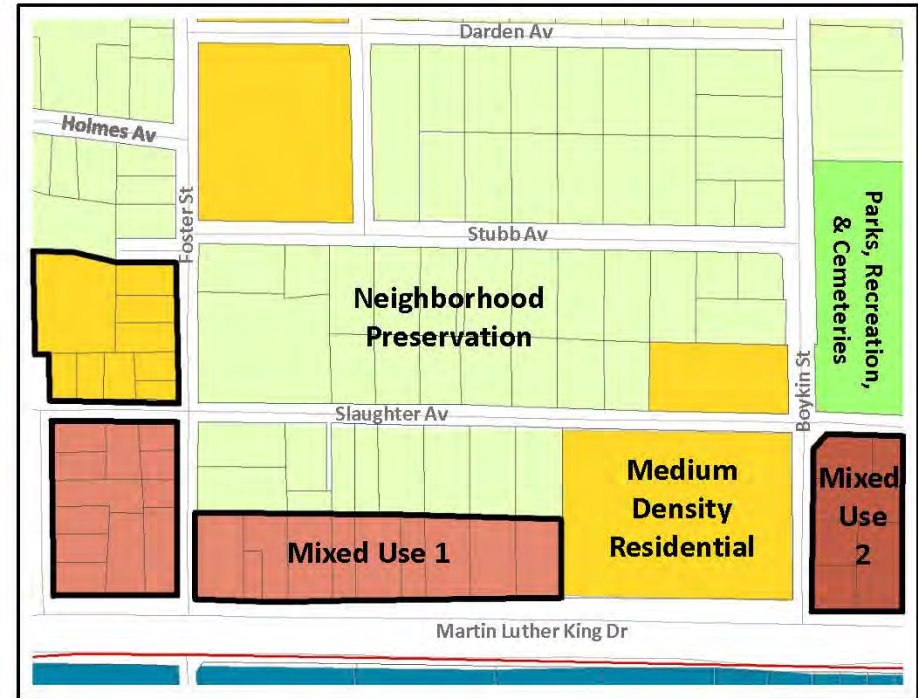 Darden Av
Holmes Av
Foster St
Stubb Av
Parks, Recreation,
& Cemeteries
Neighborhood
Preservation
Boykin St
Slaughter Av
Medium
Density
Residential
Mixed
Use
2
Mixed Use 1
Martin Luther King Dr